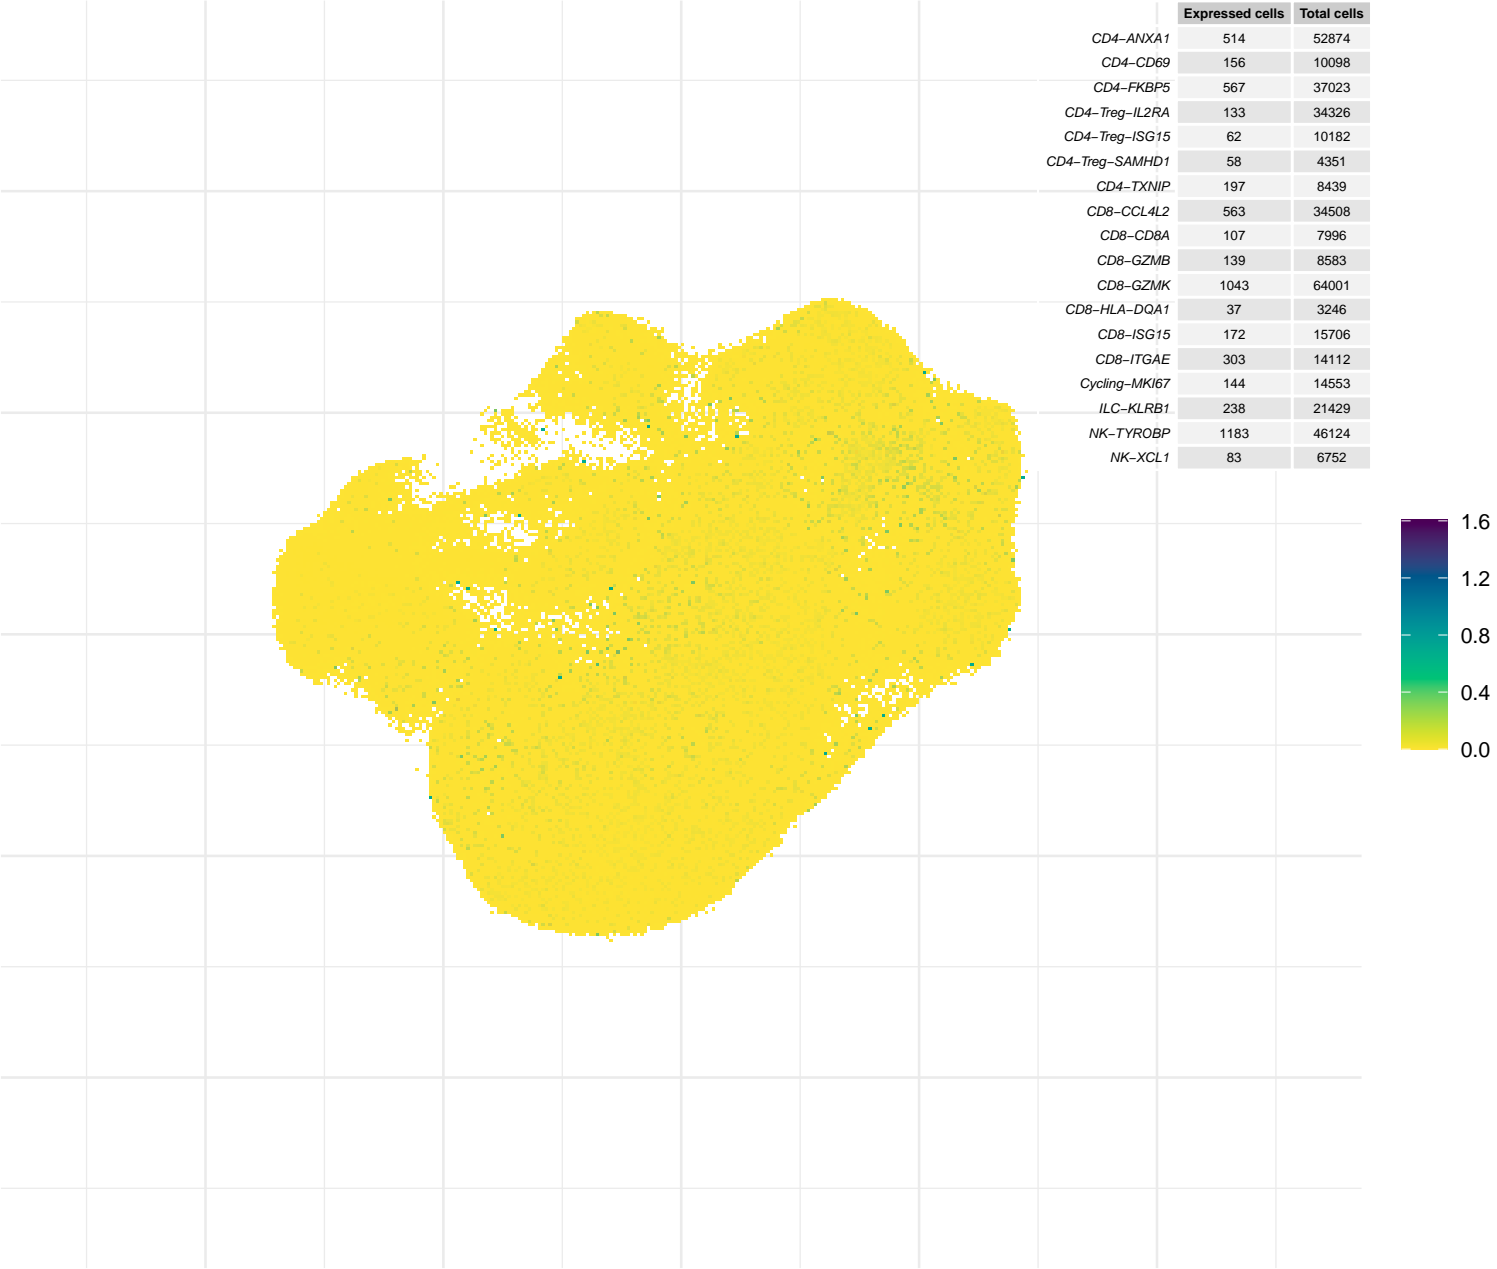 Expressed cells Total cells
CD4−ANXA1 514 52874
CD4−CD69 156 10098
CD4−FKBP5 567 37023
CD4−Treg−IL2RA 133 34326
CD4−Treg−ISG15 62 10182
CD4−Treg−SAMHD1 58 4351
CD4−TXNIP 197 8439
CD8−CCL4L2 563 34508
CD8−CD8A 107 7996
CD8−GZMB 139 8583
CD8−GZMK 1043 64001
CD8−HLA−DQA1 37 3246
CD8−ISG15 172 15706
CD8−ITGAE 303 14112
Cycling−MKI67 144 14553
ILC−KLRB1 238 21429
NK−TYROBP 1183 46124
NK−XCL1 83 6752
1.6
1.2
0.8
0.4
0.0